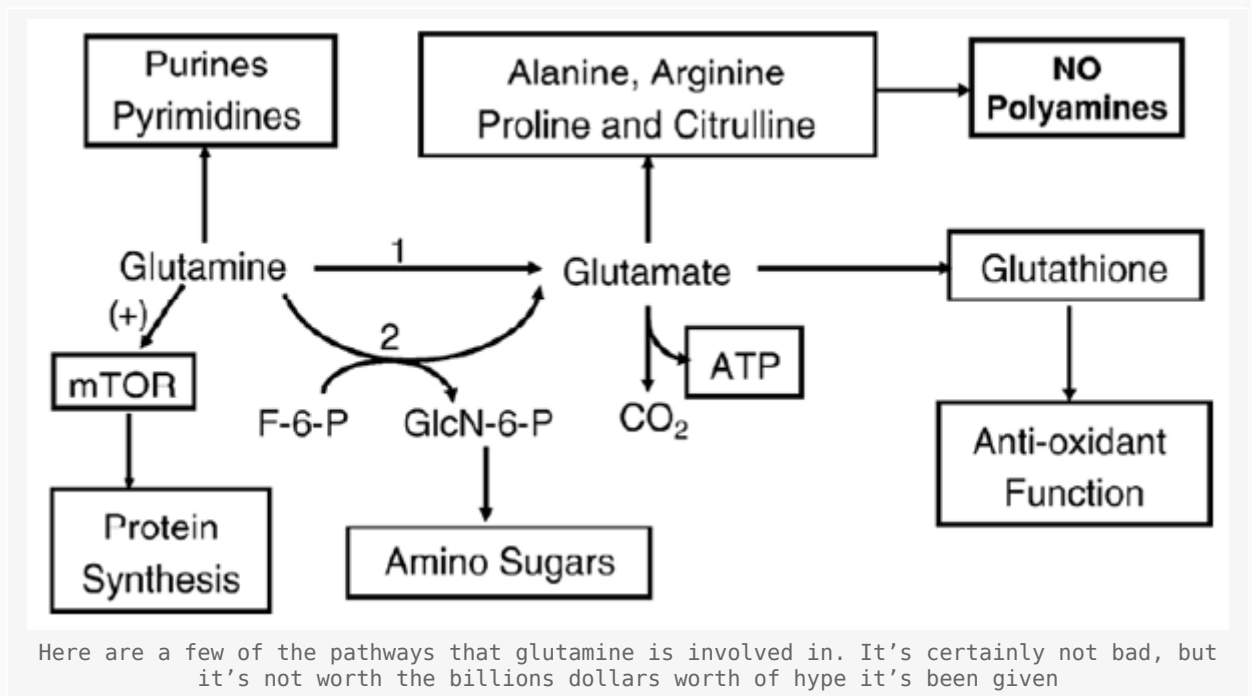 Purines
Pyrimidines
Alanine, Arginine
Proline and Citrulline
NO
Polyamines
Glutamine
1
Glutamate
Glutathione
(+)
2
mTOR
ATP
F-6-P
GlcN-6-P
CO₂
Anti-oxidant
Function
Protein
Synthesis
Amino Sugars
Here are a few of the pathways that glutamine is involved in. It’s certainly not bad, but
it’s not worth the billions dollars worth of hype it’s been given